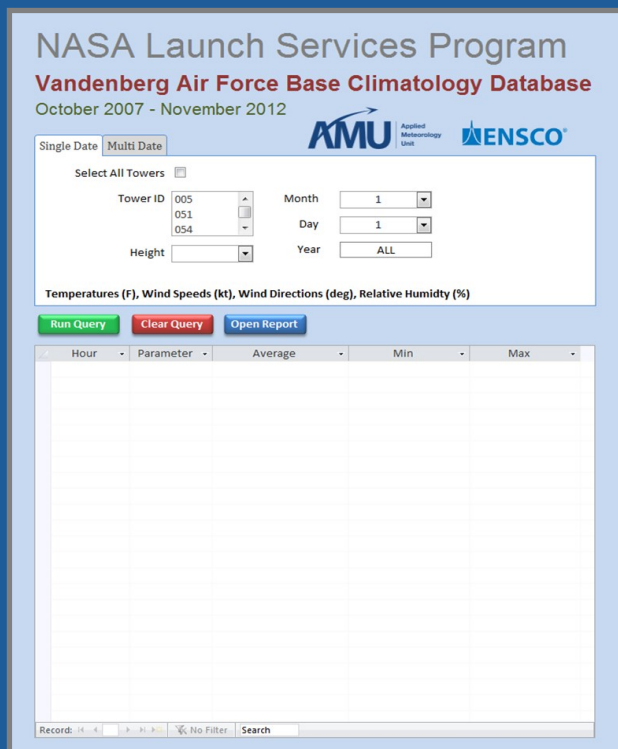 NASA Launch Services Program
Vandenberg Air Force Base Climatology Database
October 2007 - November 2012
AMU Applied Meteorology Unit
ENSCO®
Single Date Multi Date
Select All Towers
Tower ID 005 Month 1
051
054 Day 1
Height Year ALL
Temperatures (F), Wind Speeds (kt), Wind Directions (deg), Relative Humidty (%)
Run Query Clear Query Open Report
Hour Parameter Average Min Max
Record: No Filter Search